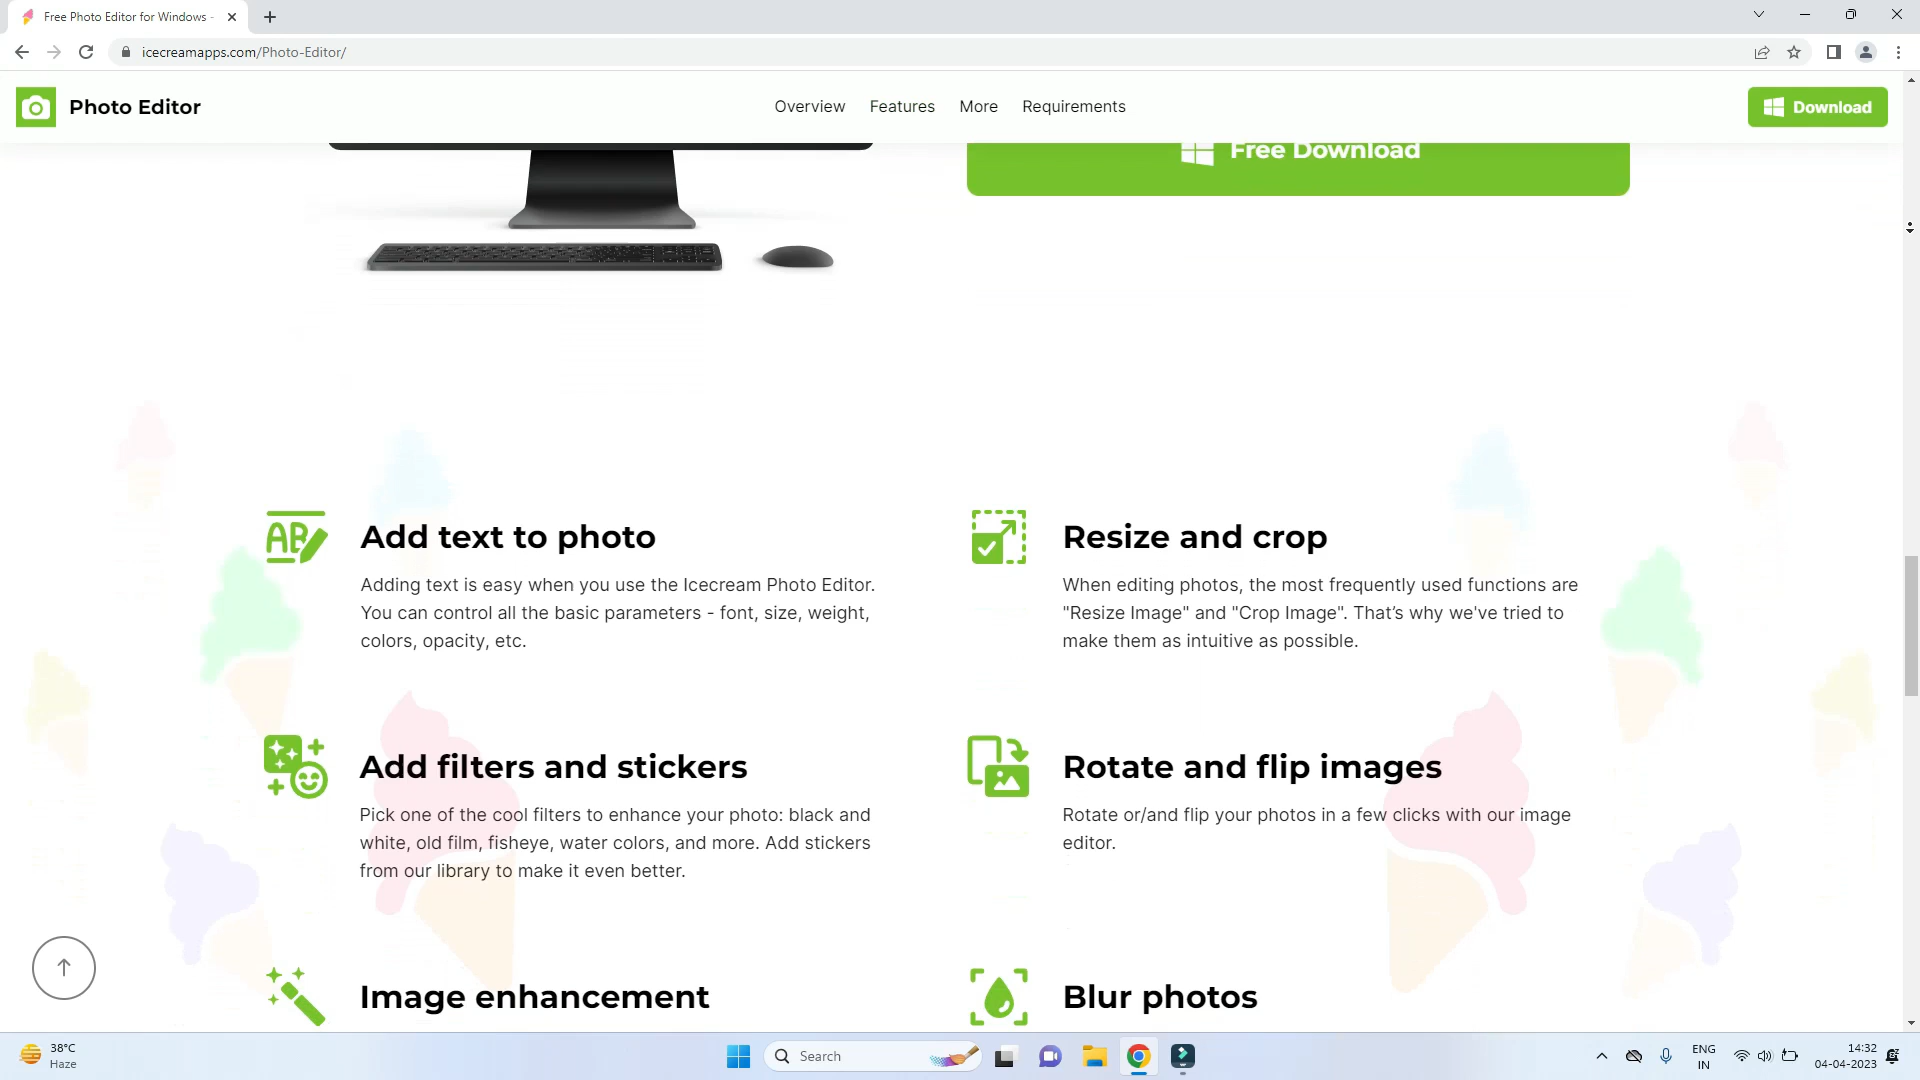 Free Photo Editor for Windows -
icecreamapps.com/Photo-Editor/
Photo Editor
Overview
Features
More
Requirements
Download
Free Download
Add text to photo
Adding text is easy when you use the Icecream Photo Editor.
You can control all the basic parameters - font, size, weight,
colors, opacity, etc.
Resize and crop
When editing photos, the most frequently used functions are
"Resize Image" and "Crop Image". That’s why we've tried to
make them as intuitive as possible.
Add filters and stickers
Pick one of the cool filters to enhance your photo: black and
white, old film, fisheye, water colors, and more. Add stickers
from our library to make it even better.
Rotate and flip images
Rotate or/and flip your photos in a few clicks with our image
editor.
Image enhancement
Blur photos
38°C
Haze
Search
ENG
IN
14:32
04-04-2023